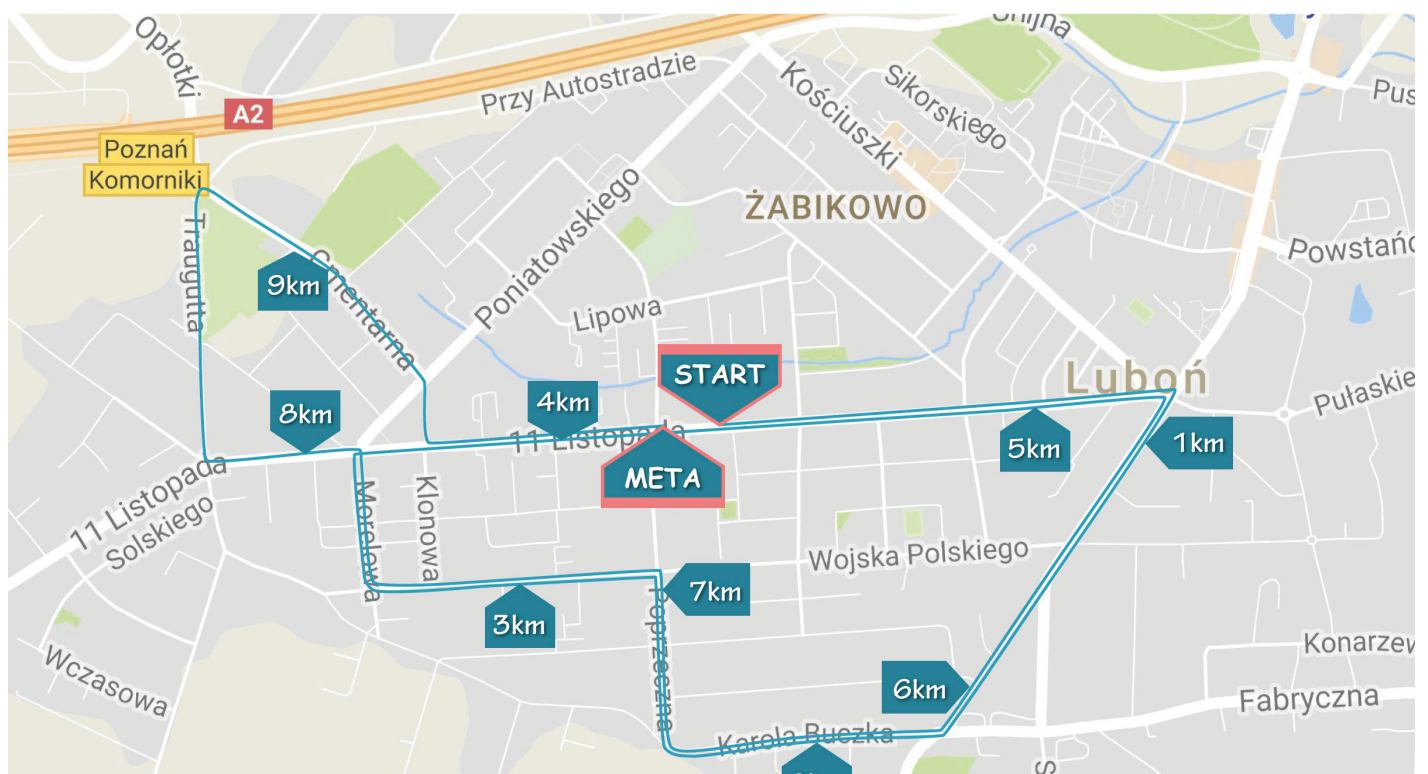 Opłotki
A2
Przy Autostradzie
Poznań
Komorniki
Kościuszki
Sikorskiego
Traugutta
9km
Cmentarna
Poniatowskiego
ŻABIKOWO
Powstańc
Lipowa
START
Luboń
Pułaskie
8km
4km
11 Listopada
META
5km
1km
11 Listopada
Solskiego
Morelowa
Klonowa
Wojska Polskiego
7km
3km
Poprzeczna
Wczasowa
6km
Konarzew
Fabryczna
Karola Buczka